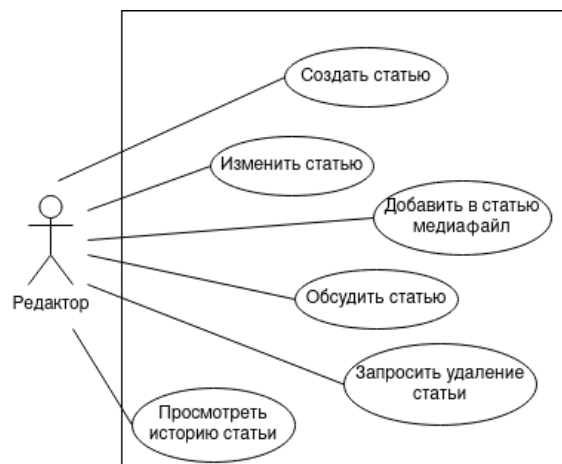 Создать статью
Изменить статью
Добавить в статью
медиафайл
Редактор
Обсудить статью
Запросить удаление
статьи
Просмотреть
историю статьи